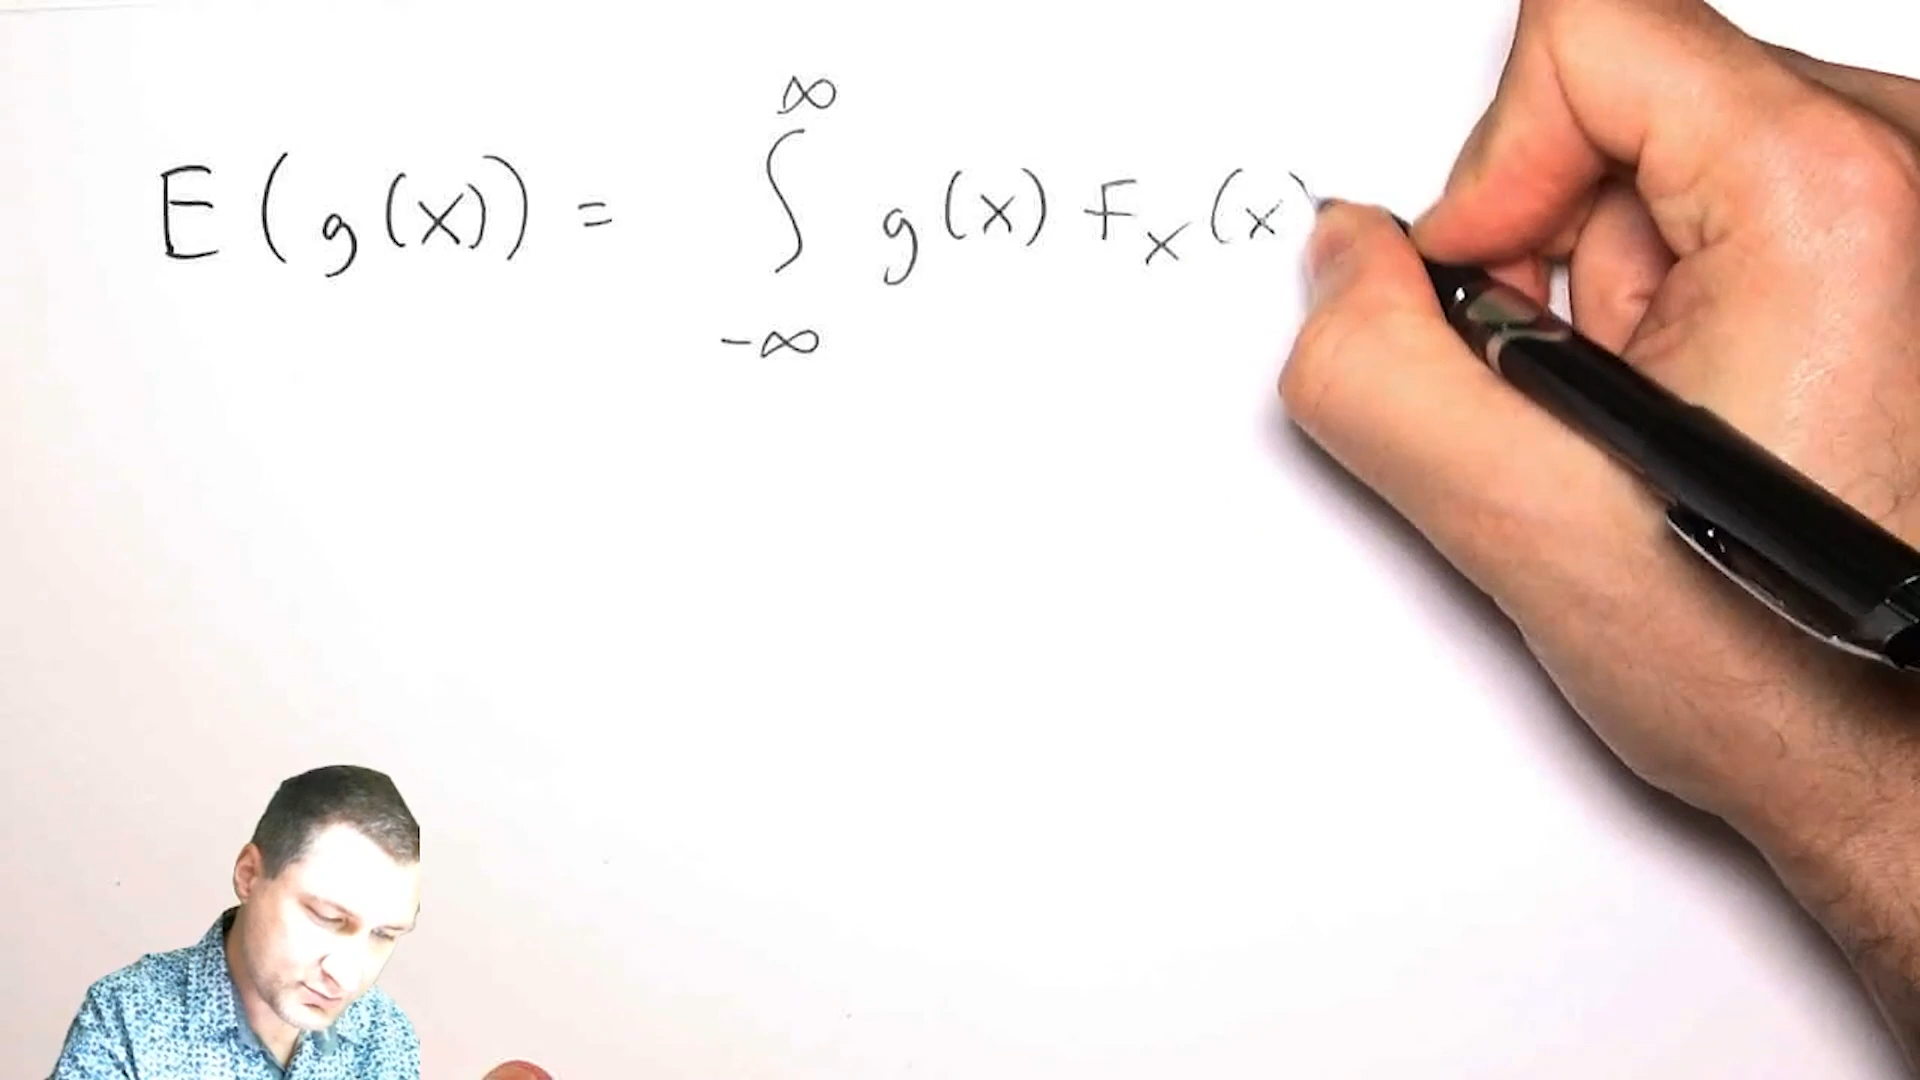 E(g(x)) = ∫_{-∞}^{∞} g(x) F_X(x)